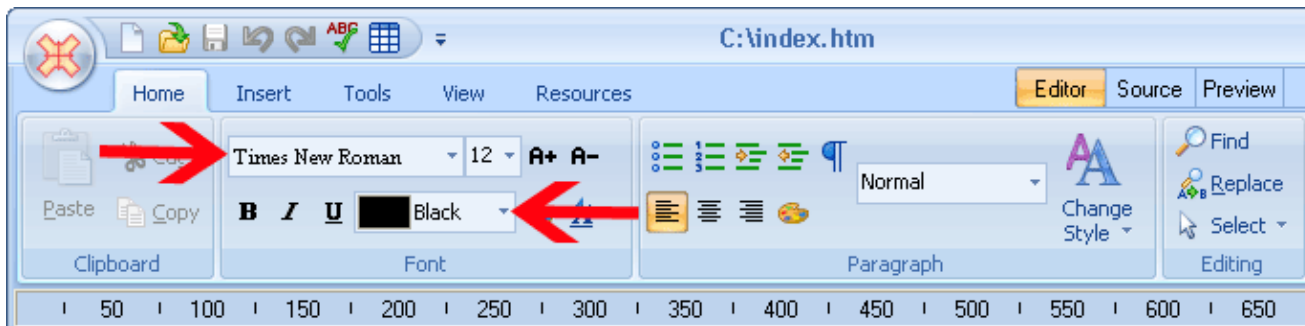 ABC
C:\index.htm
Home Insert Tools View Resources Editor Source Preview
Times New Roman 12 A+ A- Find
Normal Replace
Paste Copy B I U Black Change Style Select
Clipboard Font Paragraph Editing
50 100 150 200 250 300 350 400 450 500 550 600 650